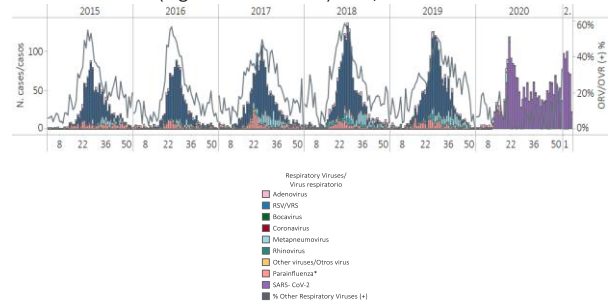 2015 2016 2017 2018 2019 2020 2.
N. cases/casos
100
50
0
60%
40%
20%
0%
ORV/OVR (+) %
8 22 36 50 8 22 36 50 8 22 36 50 8 22 36 50 8 22 36 50 8 22 36 50 1
Respiratory Viruses/
Virus respiratorio
Adenovirus
RSV/VRS
Bocavirus
Coronavirus
Metapneumovirus
Rhinovirus
Other viruses/Otros virus
Parainfluenza*
SARS- CoV-2
% Other Respiratory Viruses (+)